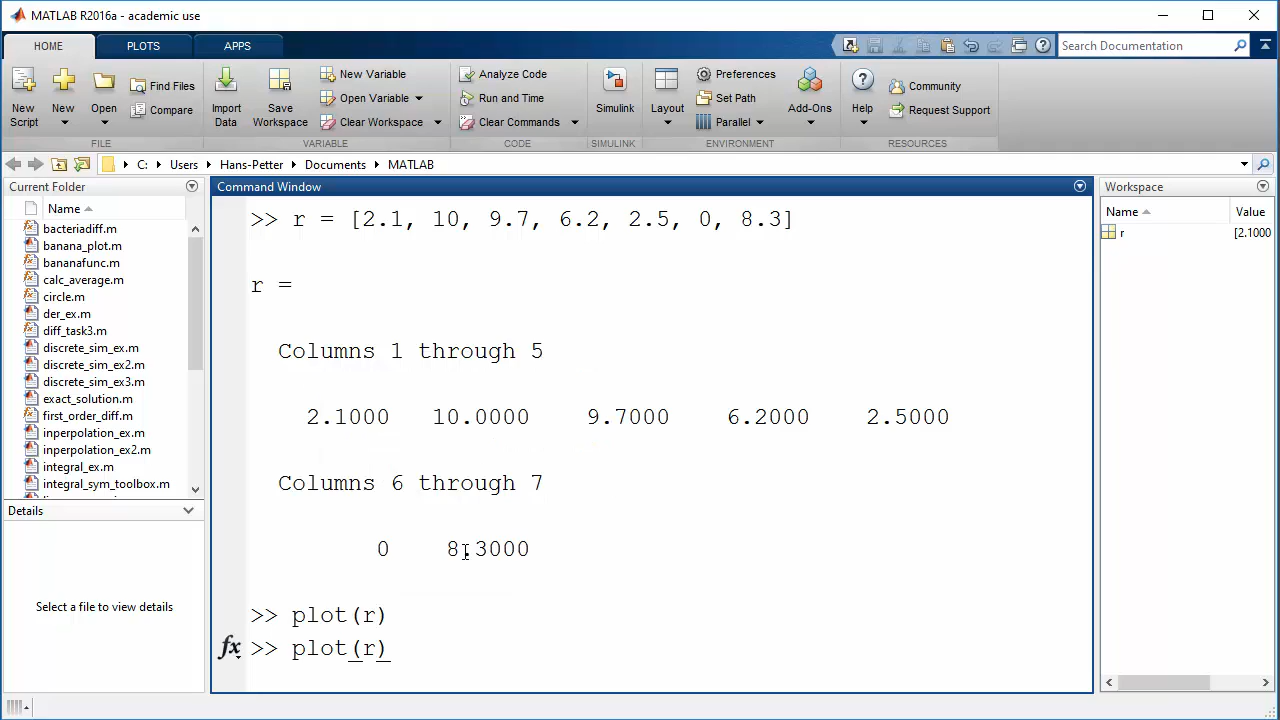 MATLAB R2016a - academic use
HOME PLOTS APPS
Search Documentation
New Script
New
Open
Find Files
Compare
FILE
Import Data
Save Workspace
New Variable
Open Variable
Clear Workspace
VARIABLE
Analyze Code
Run and Time
Clear Commands
CODE
Simulink
SIMULINK
Layout
Preferences
Set Path
Parallel
Add-Ons
ENVIRONMENT
Help
Community
Request Support
RESOURCES
C: Users Hans-Petter Documents MATLAB
Current Folder
Name
bacteriadiff.m
banana_plot.m
bananafunc.m
calc_average.m
circle.m
der_ex.m
diff_task3.m
discrete_sim_ex.m
discrete_sim_ex2.m
discrete_sim_ex3.m
exact_solution.m
first_order_diff.m
inperpolation_ex.m
inperpolation_ex2.m
integral_ex.m
integral_sym_toolbox.m
Details
Select a file to view details
Command Window
>> r = [2.1, 10, 9.7, 6.2, 2.5, 0, 8.3]
r =
Columns 1 through 5
2.1000 10.0000 9.7000 6.2000 2.5000
Columns 6 through 7
0 8.3000
>> plot(r)
fx >> plot(r)
Workspace
Name Value
r [2.1000